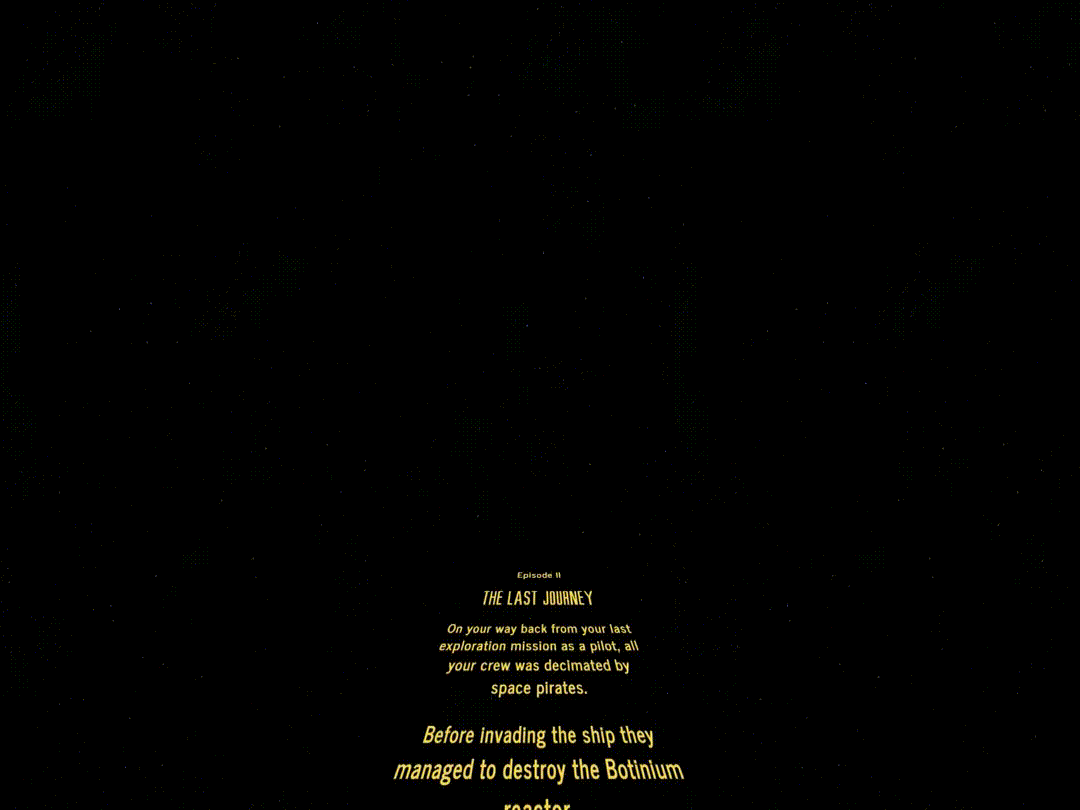 Episode II
THE LAST JOURNEY
On your way back from your last
exploration mission as a pilot, all
your crew was decimated by
space pirates.
Before invading the ship they
managed to destroy the Botinium
reactor